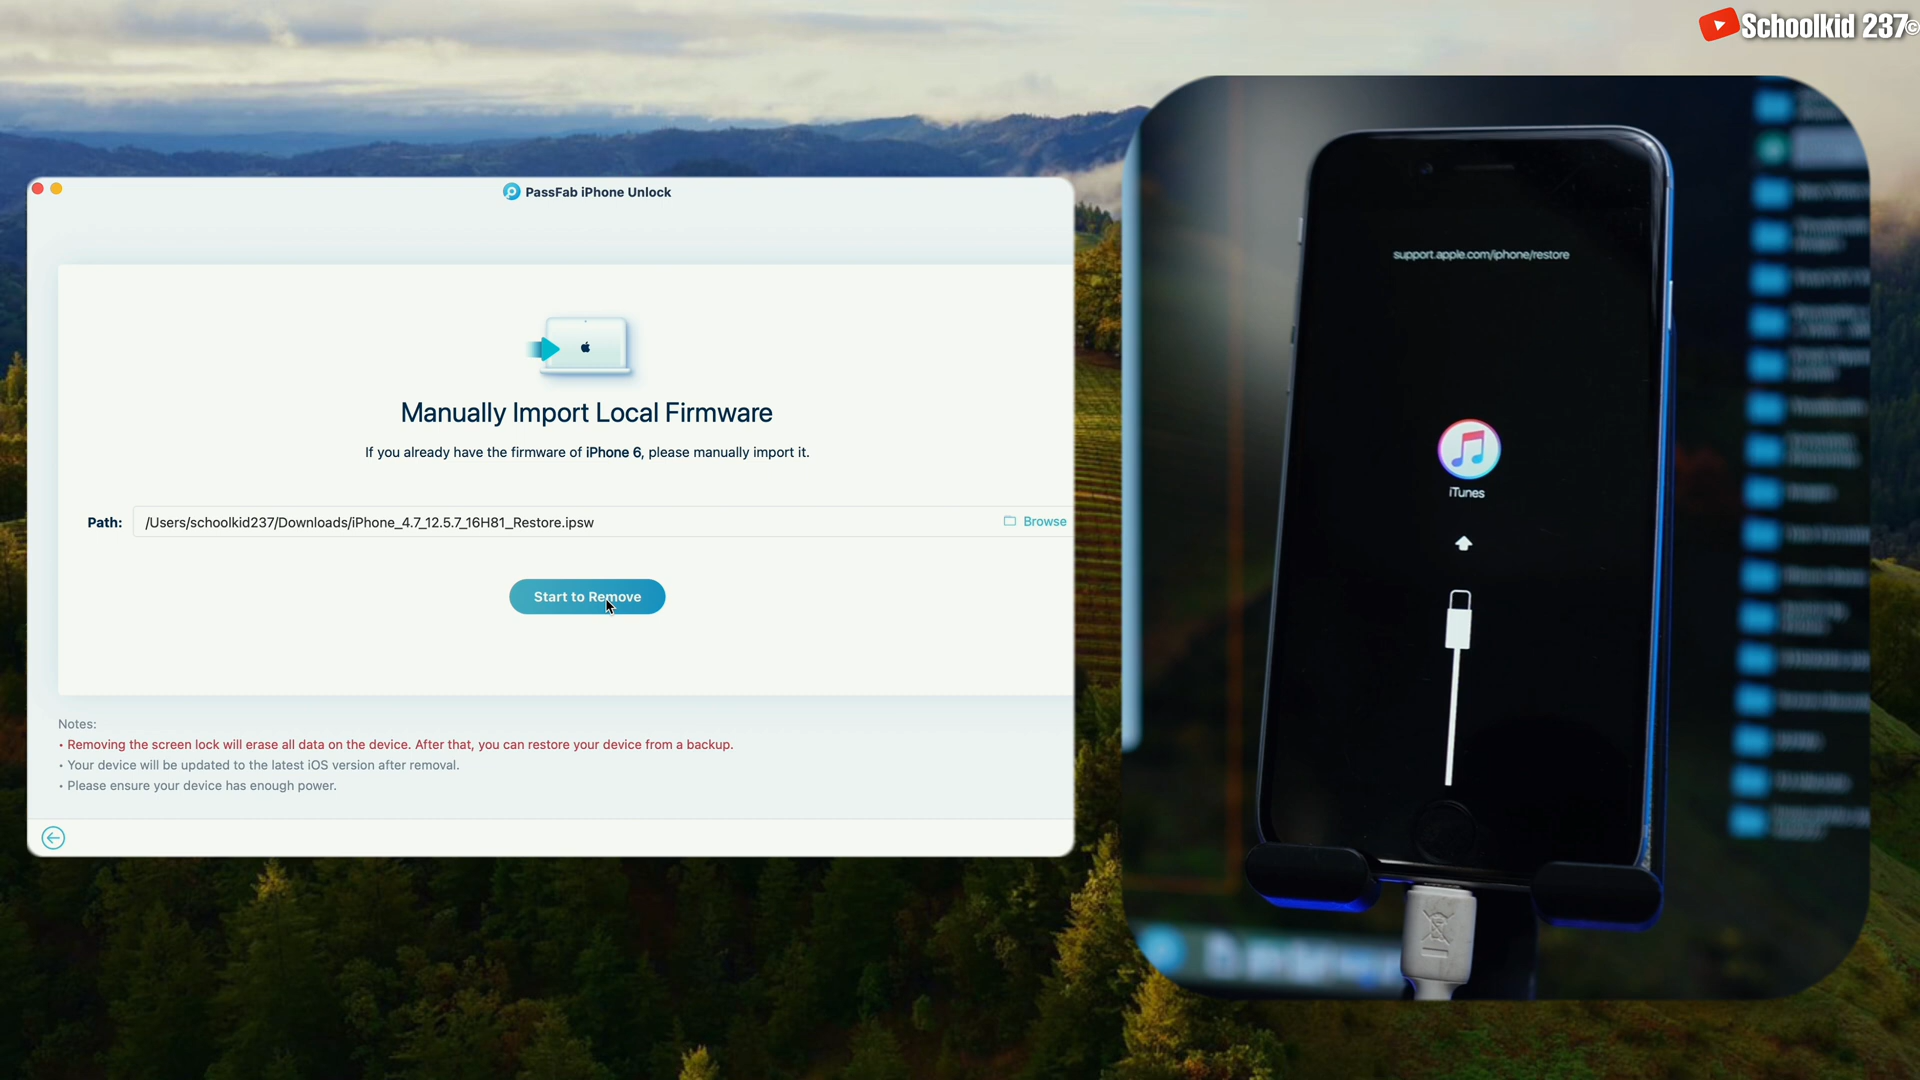 Schoolkid 237©
PassFab iPhone Unlock
Manually Import Local Firmware
If you already have the firmware of iPhone 6, please manually import it.
Path: /Users/schoolkid237/Downloads/iPhone_4.7_12.5.7_16H81_Restore.ipsw Browse
Start to Remove
Notes:
• Removing the screen lock will erase all data on the device. After that, you can restore your device from a backup.
• Your device will be updated to the latest iOS version after removal.
• Please ensure your device has enough power.
support.apple.com/iphone/restore
iTunes